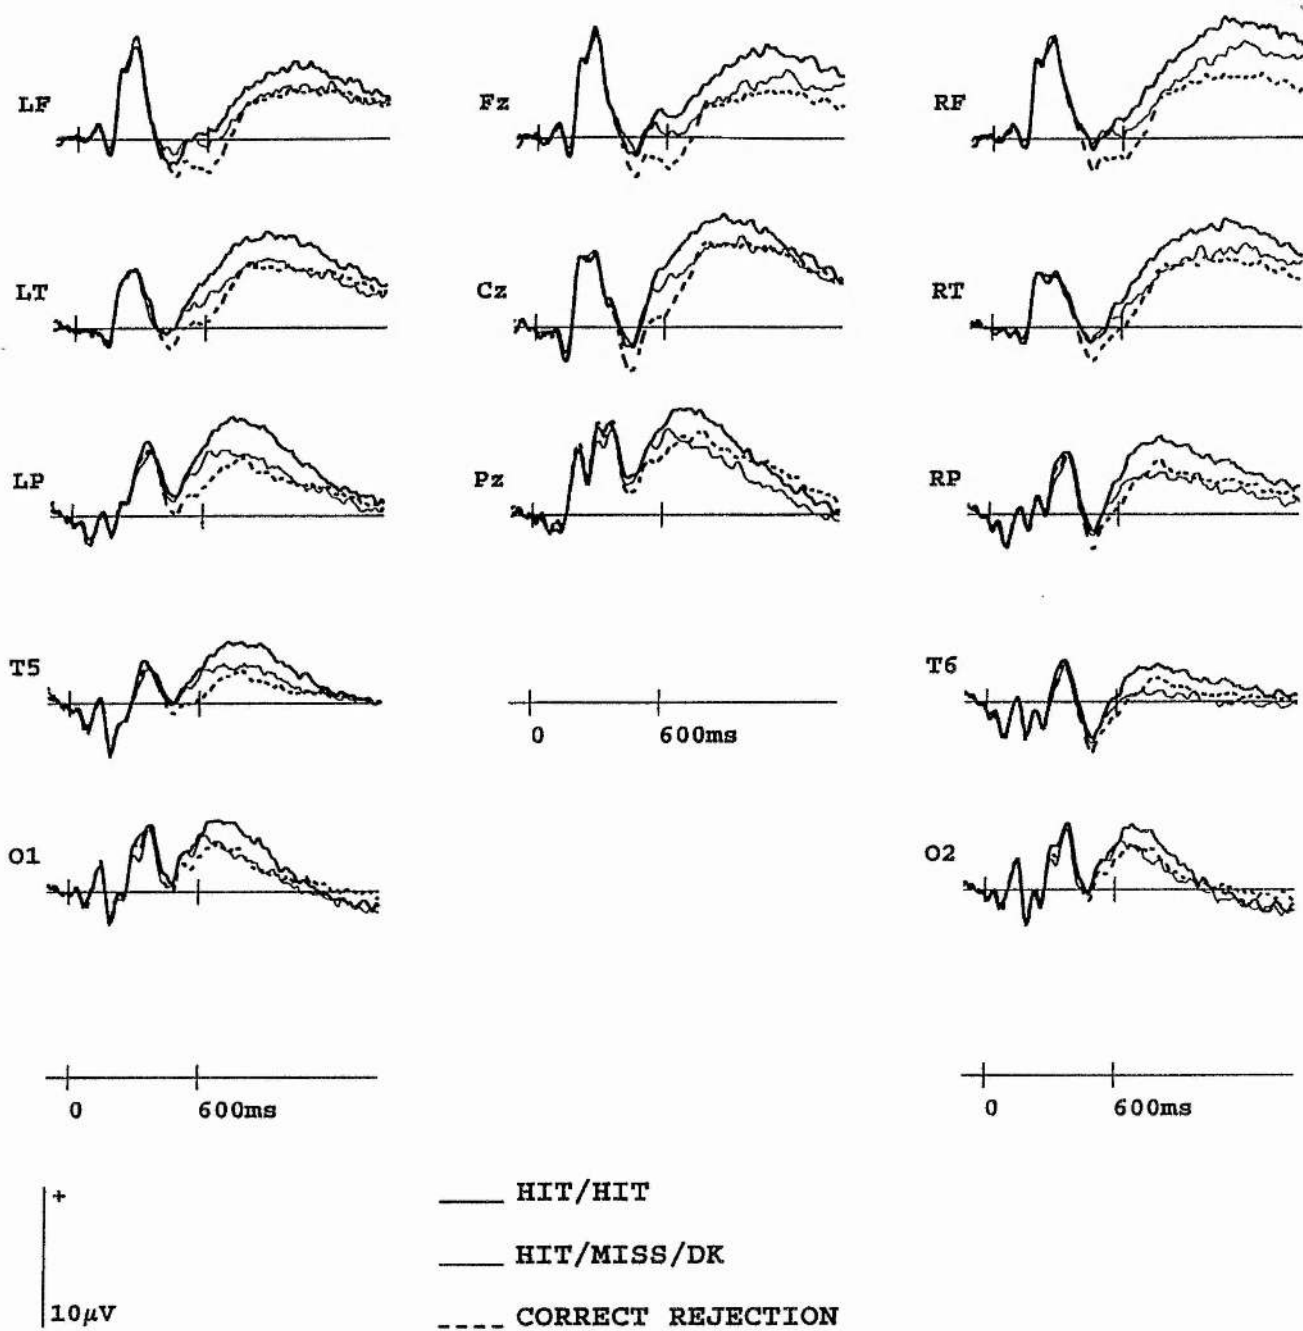 LF Fz RF
LT Cz RT
LP Pz RP
T5 T6
0 600ms
O1 O2
0 600ms 0 600ms
+
10μV
HIT/HIT
HIT/MISS/DK
CORRECT REJECTION